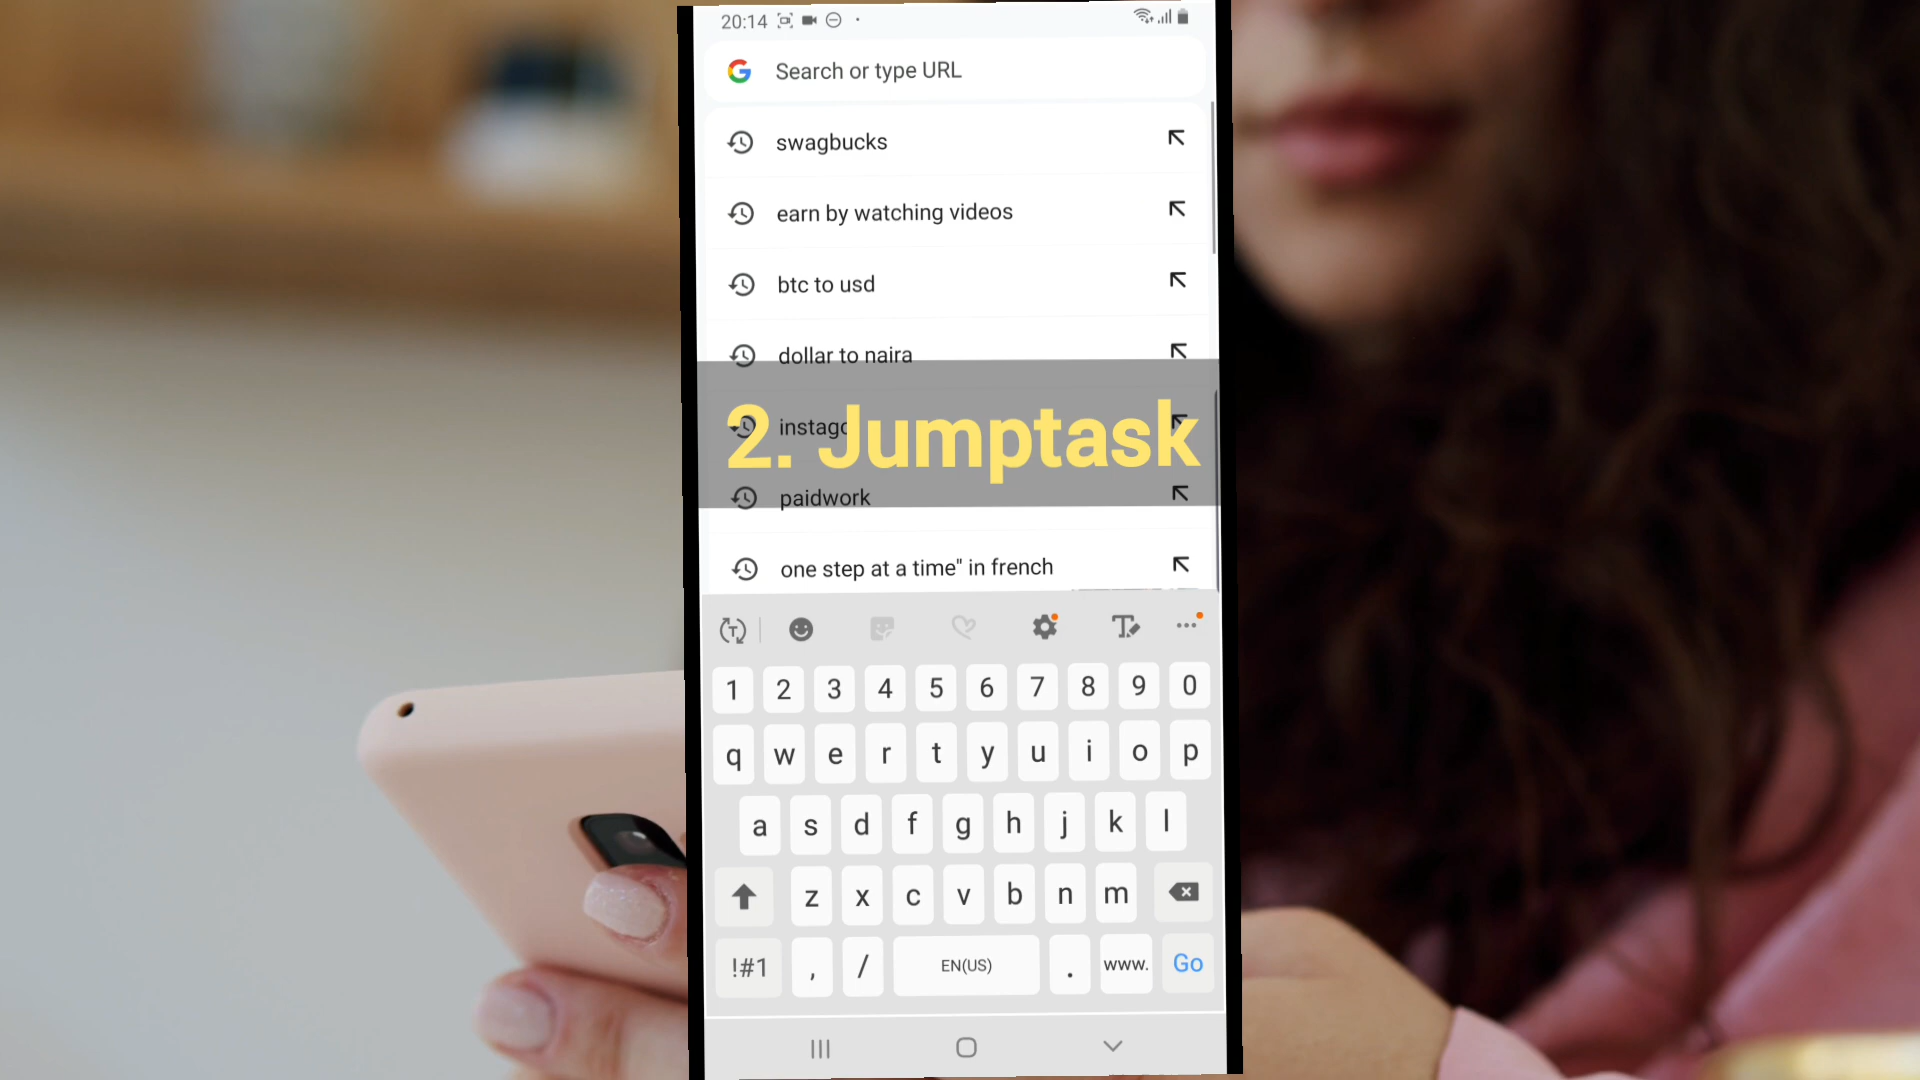 20:14
Search or type URL
swagbucks
earn by watching videos
btc to usd
dollar to naira
2. Jumptask
paidwork
one step at a time" in french
1 2 3 4 5 6 7 8 9 0
q w e r t y u i o p
a s d f g h j k l
z x c v b n m
!#1 , / EN(US) . www. Go